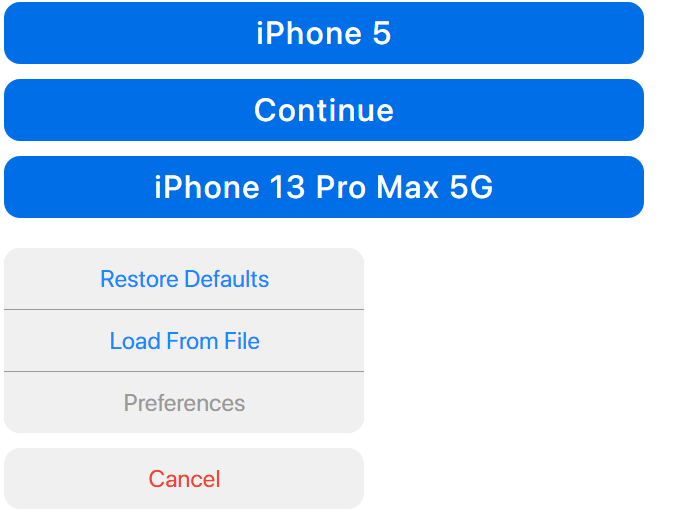 iPhone 5
Continue
iPhone 13 Pro Max 5G
Restore Defaults
Load From File
Preferences
Cancel